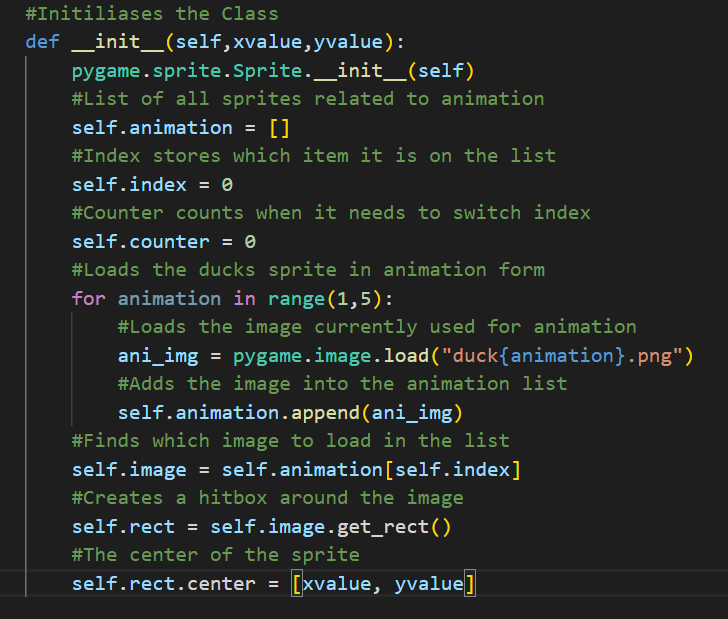 #Initiliases the Class
def __init__(self,xvalue,yvalue):
pygame.sprite.Sprite.__init__(self)
#List of all sprites related to animation
self.animation = []
#Index stores which item it is on the list
self.index = 0
#Counter counts when it needs to switch index
self.counter = 0
#Loads the ducks sprite in animation form
for animation in range(1,5):
#Loads the image currently used for animation
ani_img = pygame.image.load("duck{animation}.png")
#Adds the image into the animation list
self.animation.append(ani_img)
#Finds which image to load in the list
self.image = self.animation[self.index]
#Creates a hitbox around the image
self.rect = self.image.get_rect()
#The center of the sprite
self.rect.center = [xvalue, yvalue]